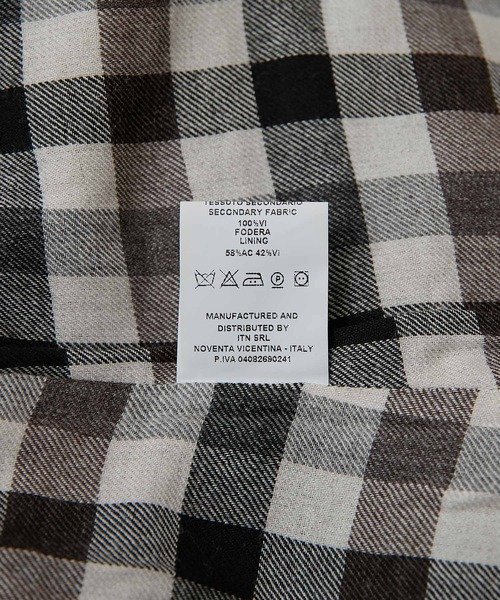 TESSUTO SECONDARIO
SECONDARY FABRIC
100%VI
FODERA
LINING
58%AC 42%VI
MANUFACTURED AND
DISTRIBUTED BY
ITN SRL
NOVENTA VICENTINA - ITALY
P.IVA 04082690241